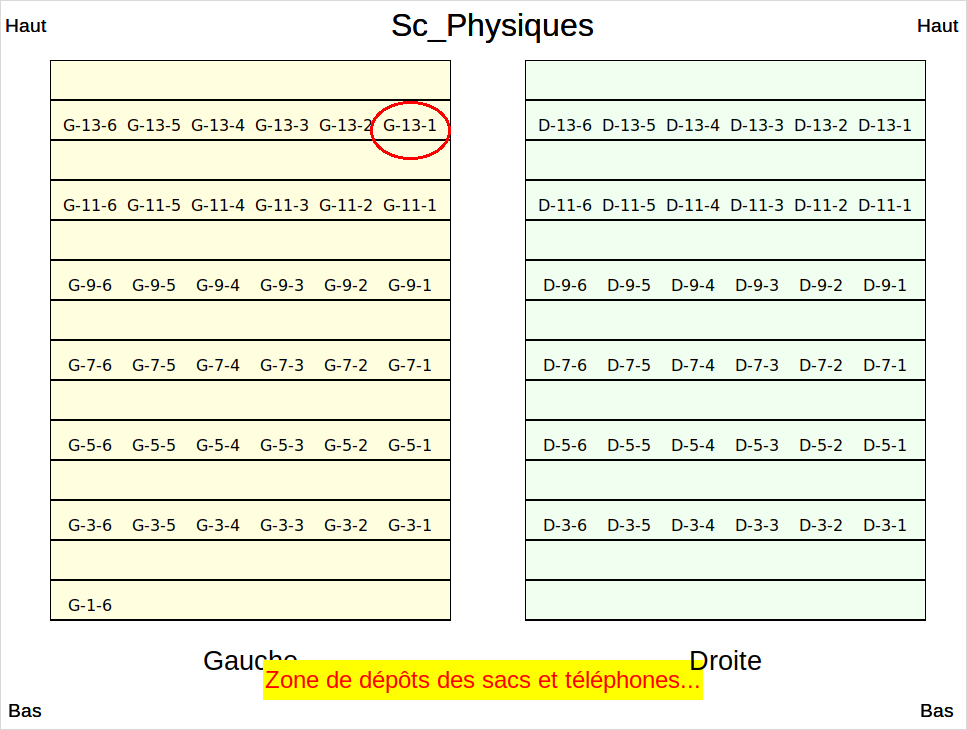 Sc_Physiques
Haut Haut
G-13-6 G-13-5 G-13-4 G-13-3 G-13-2 G-13-1 D-13-6 D-13-5 D-13-4 D-13-3 D-13-2 D-13-1
G-11-6 G-11-5 G-11-4 G-11-3 G-11-2 G-11-1 D-11-6 D-11-5 D-11-4 D-11-3 D-11-2 D-11-1
G-9-6 G-9-5 G-9-4 G-9-3 G-9-2 G-9-1 D-9-6 D-9-5 D-9-4 D-9-3 D-9-2 D-9-1
G-7-6 G-7-5 G-7-4 G-7-3 G-7-2 G-7-1 D-7-6 D-7-5 D-7-4 D-7-3 D-7-2 D-7-1
G-5-6 G-5-5 G-5-4 G-5-3 G-5-2 G-5-1 D-5-6 D-5-5 D-5-4 D-5-3 D-5-2 D-5-1
G-3-6 G-3-5 G-3-4 G-3-3 G-3-2 G-3-1 D-3-6 D-3-5 D-3-4 D-3-3 D-3-2 D-3-1
G-1-6
Gauche Droite
Zone de dépôts des sacs et téléphones...
Bas Bas